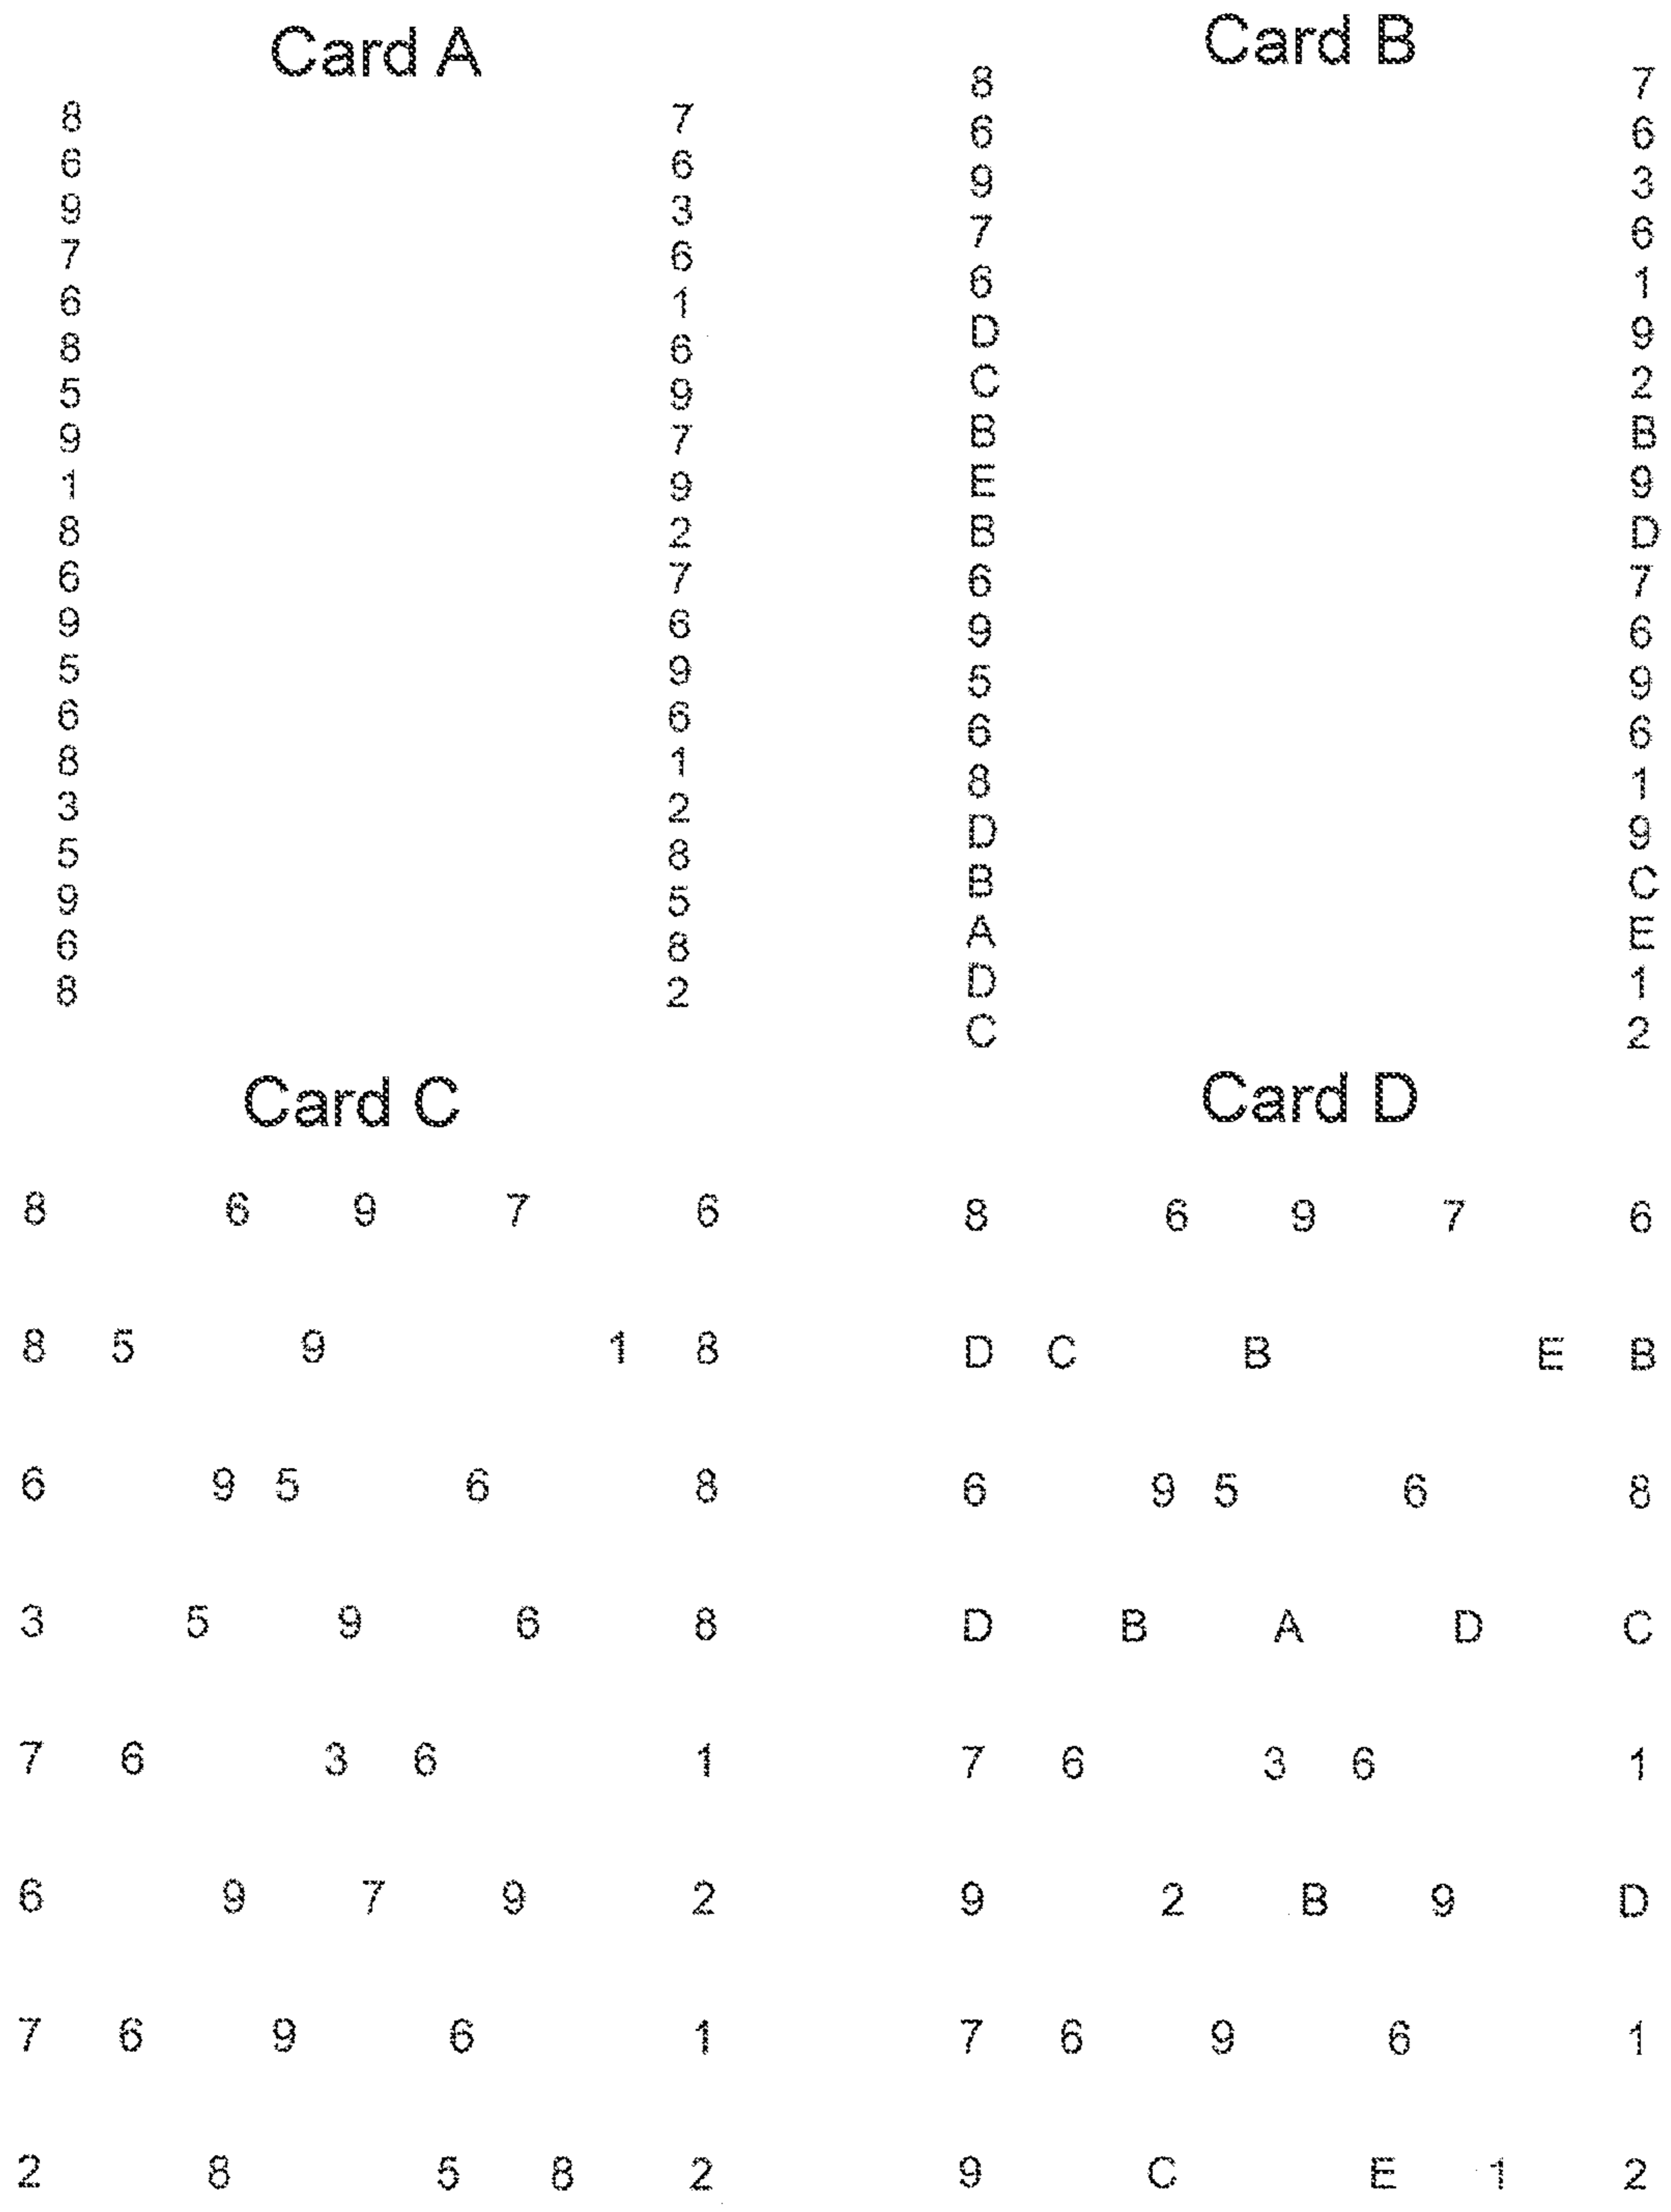 Card A
8 7
6 6
9 3
7 6
6 1
8 6
5 9
9 7
1 9
8 2
6 7
9 6
5 9
6 6
8 1
3 2
5 8
9 5
6 8
8 2
Card B
8 7
6 6
9 3
7 6
6 1
D 9
C 2
B B
E 9
B D
6 7
9 6
5 9
6 6
8 1
D 9
B C
A E
D 1
C 2
Card C
8 6 9 7 6
8 5 9 1 8
6 9 5 6 8
3 5 9 6 8
7 6 3 6 1
6 9 7 9 2
7 6 9 6 1
2 8 5 8 2
Card D
8 6 9 7 6
D C B E B
6 9 5 6 8
D B A D C
7 6 3 6 1
9 2 B 9 D
7 6 9 6 1
9 C E 1 2